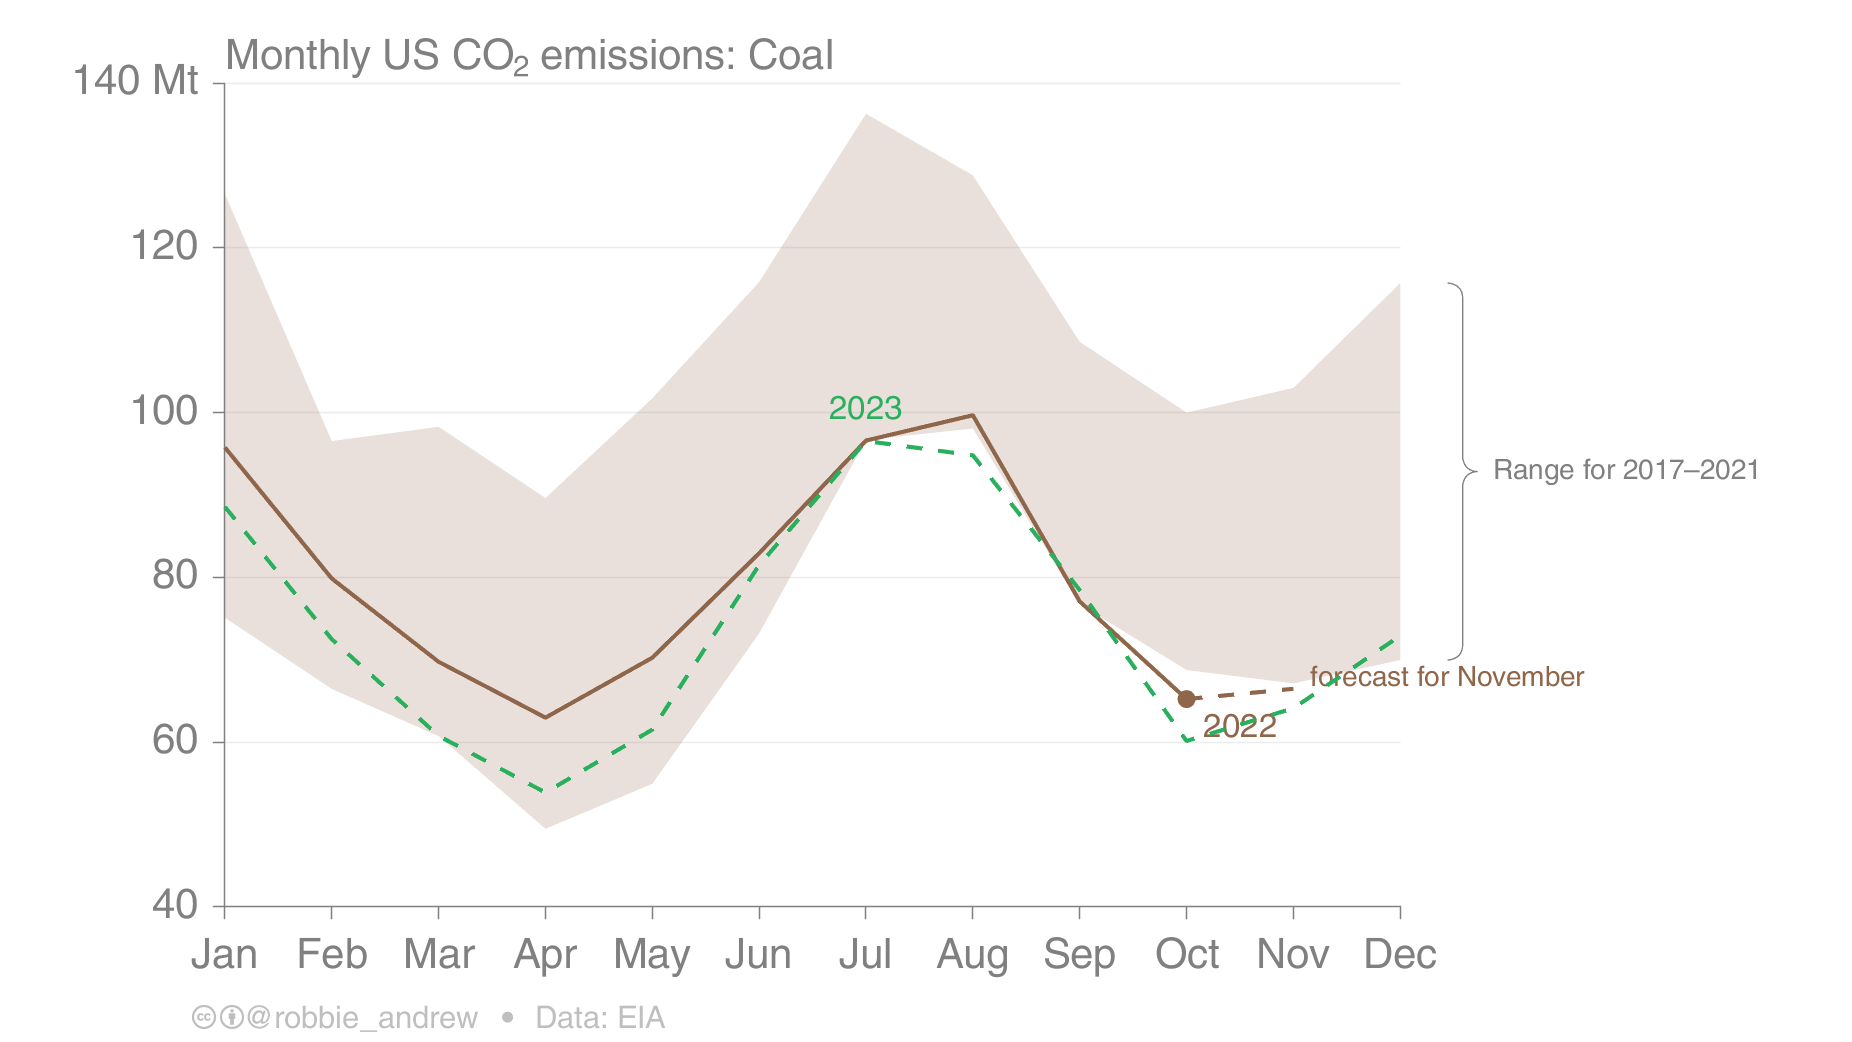 Monthly US CO₂ emissions: Coal
140 Mt
120
100
80
60
40
2023
Range for 2017–2021
forecast for November
2022
Jan Feb Mar Apr May Jun Jul Aug Sep Oct Nov Dec
@robbie_andrew • Data: EIA